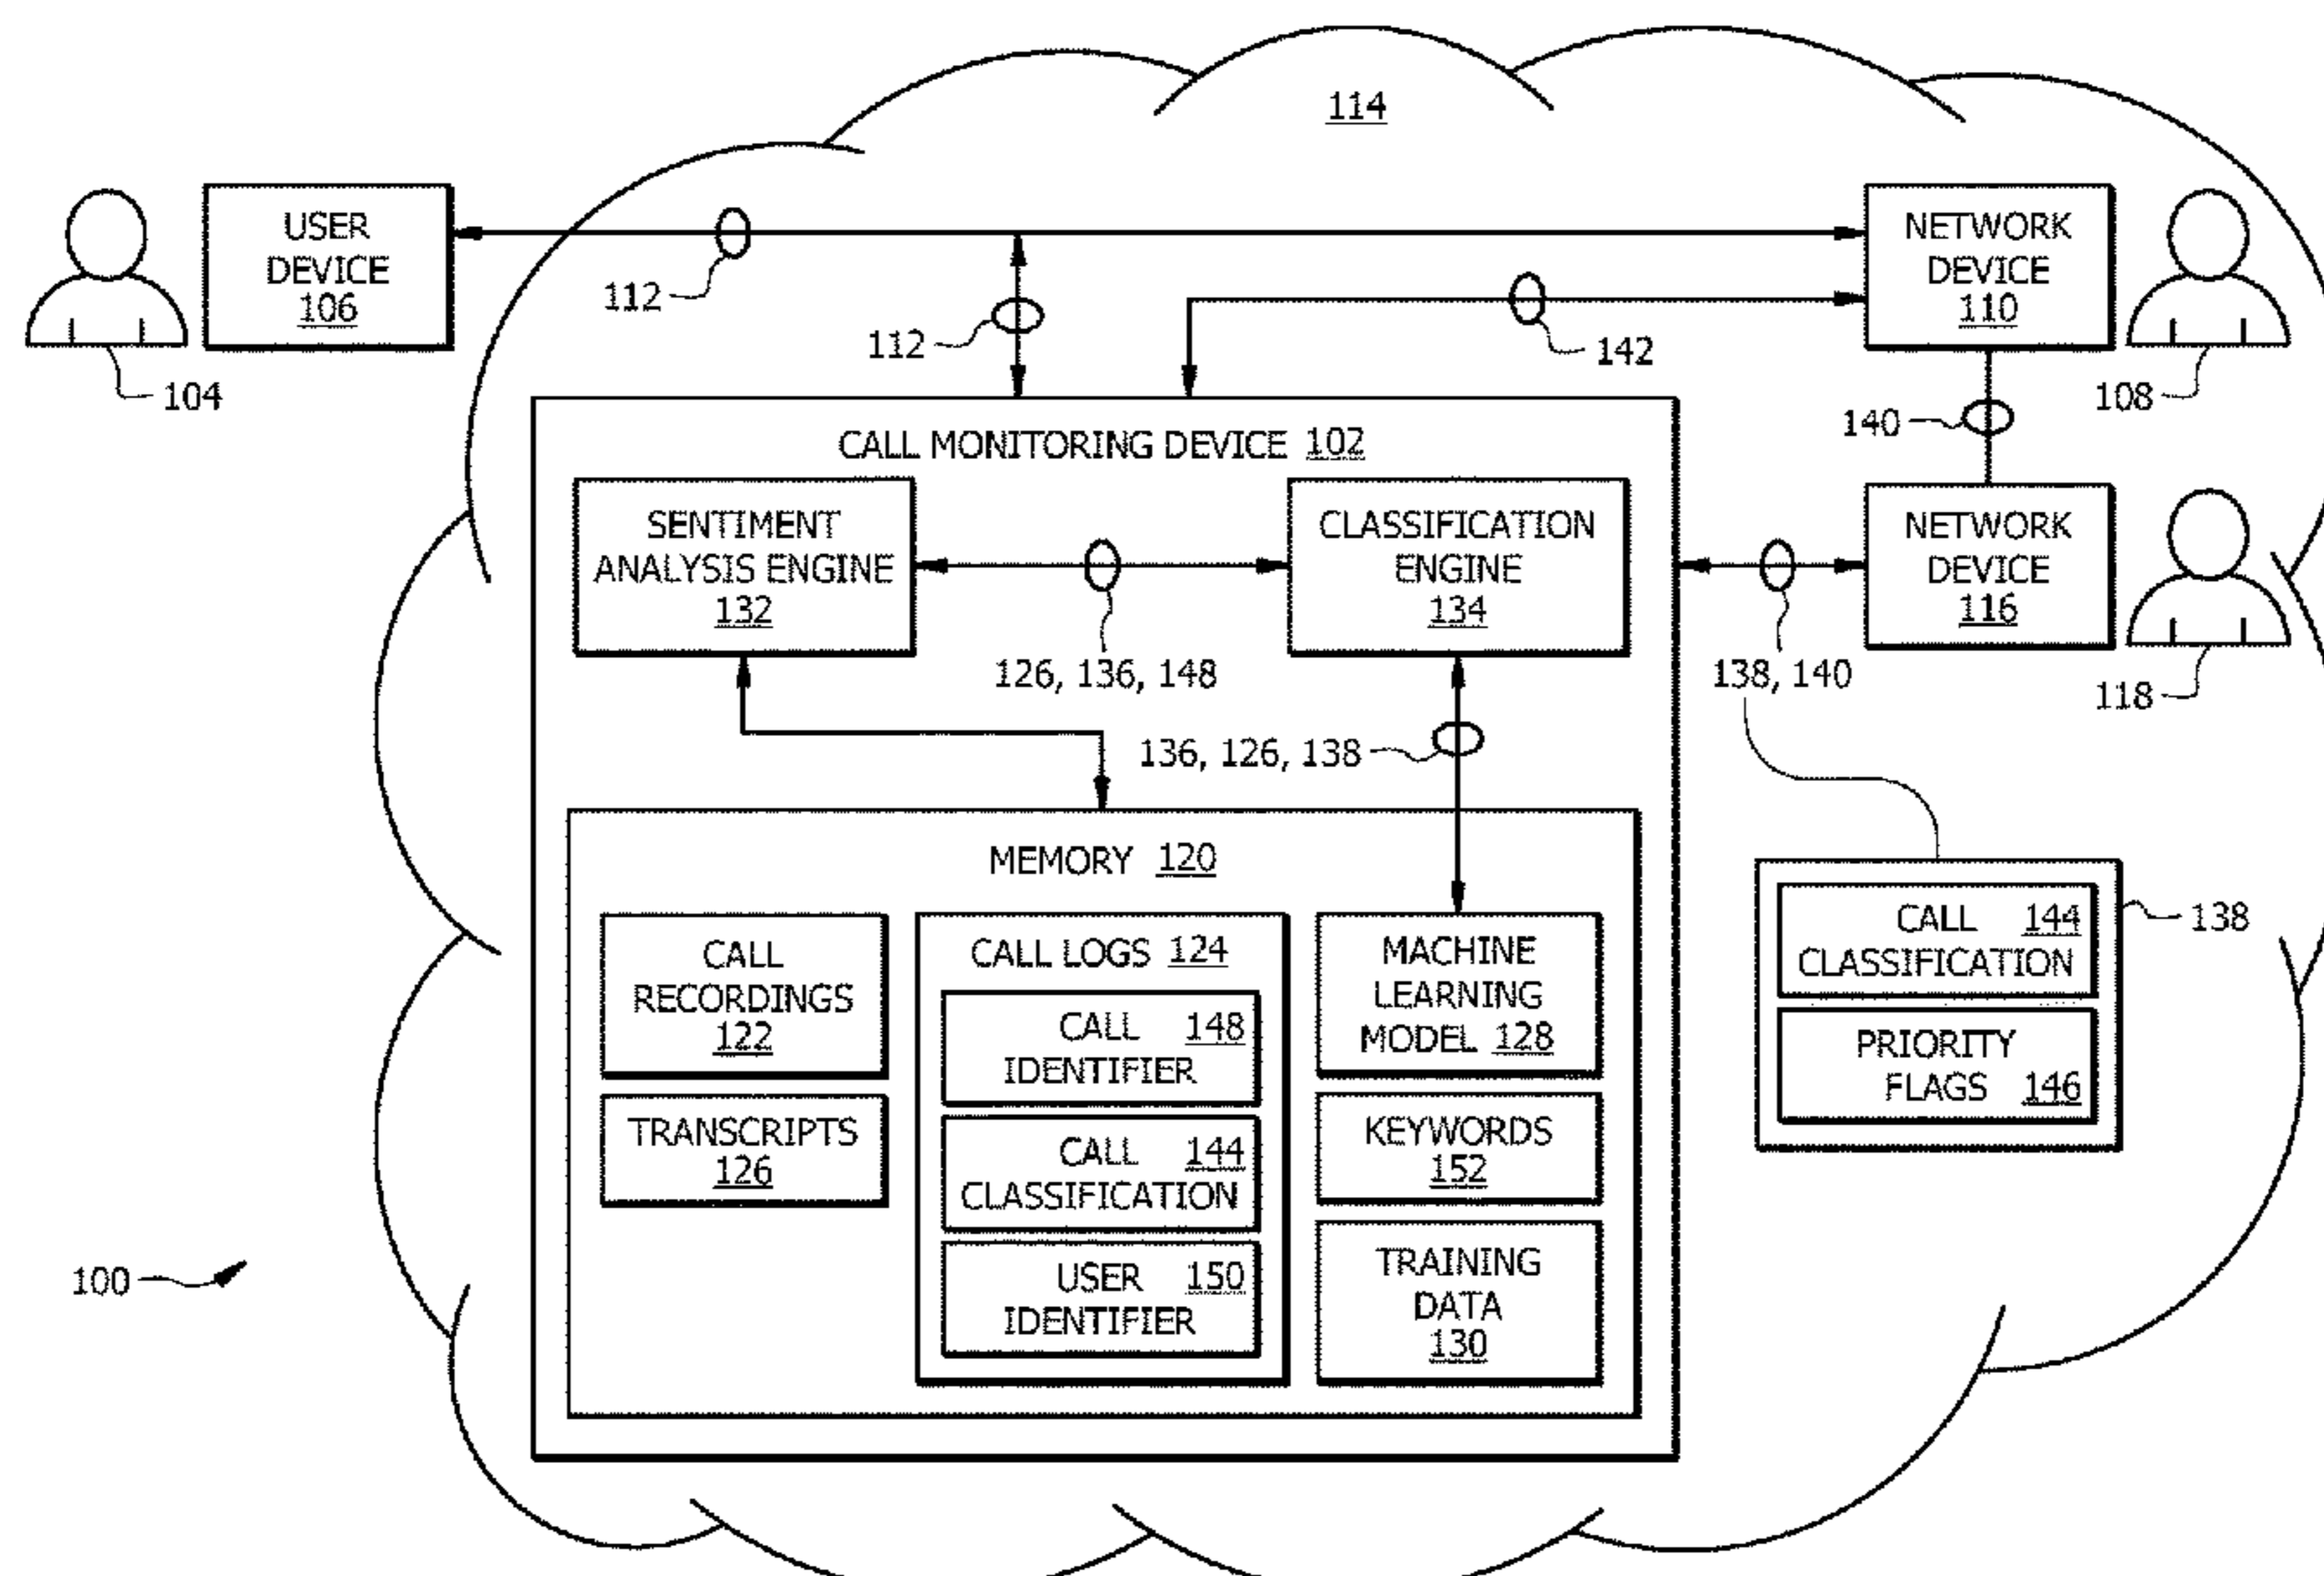 114
USER
DEVICE
106
104
112
112
142
NETWORK
DEVICE
110
108
140
CALL MONITORING DEVICE 102
SENTIMENT
ANALYSIS ENGINE
132
CLASSIFICATION
ENGINE
134
126, 136, 148
136, 126, 138
NETWORK
DEVICE
116
118
138, 140
MEMORY 120
CALL
RECORDINGS
122
TRANSCRIPTS
126
CALL LOGS 124
CALL 148
IDENTIFIER
CALL 144
CLASSIFICATION
USER 150
IDENTIFIER
MACHINE
LEARNING
MODEL 128
KEYWORDS
152
TRAINING
DATA
130
CALL 144
CLASSIFICATION
PRIORITY
FLAGS 146
138
100